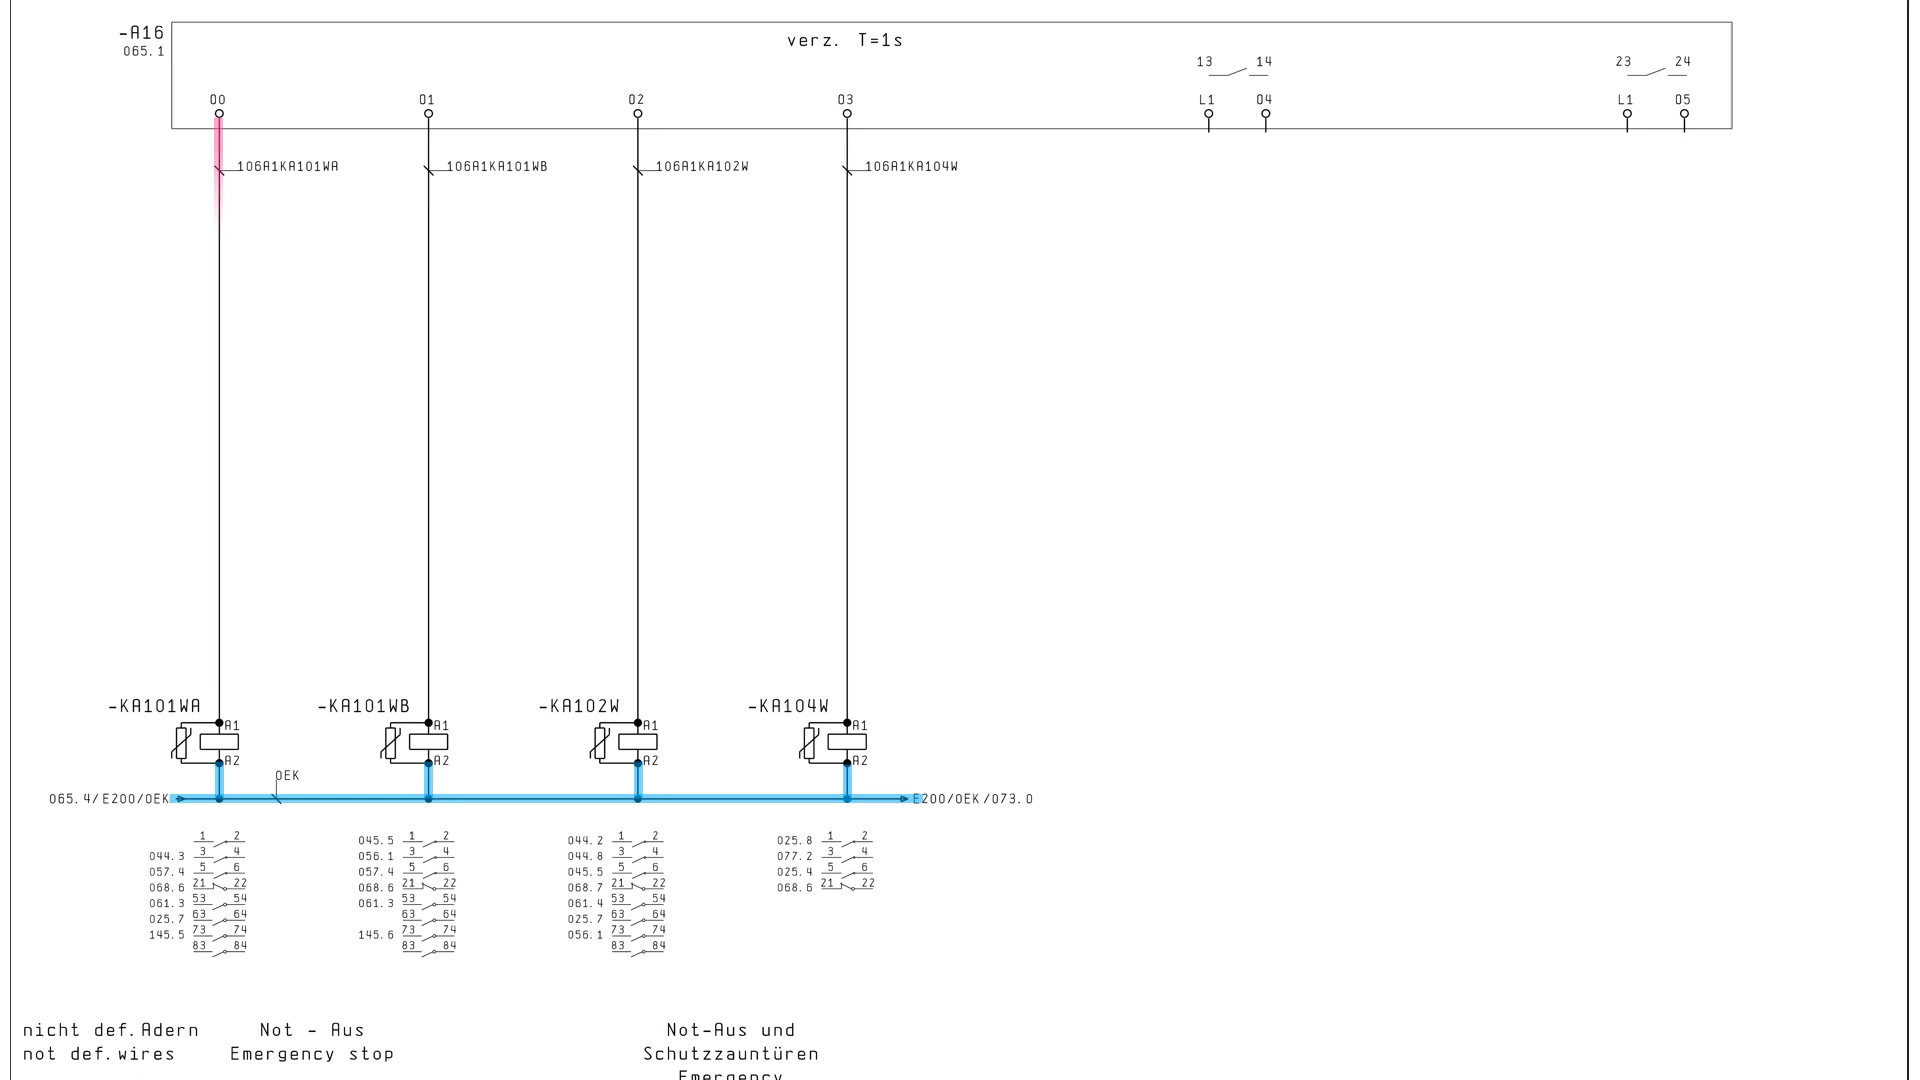 -A16
065.1
verz. T=1s
13 14
23 24
O0
O1
O2
O3
L1 O4
L1 O5
106A1KA101WA
106A1KA101WB
106A1KA102W
106A1KA104W
-KA101WA
-KA101WB
-KA102W
-KA104W
A1
A1
A1
A1
A2
A2
A2
A2
0EK
065.4/E200/0EK
E200/0EK/073.0
1 2
044.3 3 4
057.4 5 6
068.6 21 22
061.3 53 54
025.7 63 64
145.5 73 74
83 84
045.5 1 2
056.1 3 4
057.4 5 6
068.6 21 22
061.3 53 54
63 64
145.6 73 74
83 84
044.2 1 2
044.8 3 4
045.5 5 6
068.7 21 22
061.4 53 54
025.7 63 64
056.1 73 74
83 84
025.8 1 2
077.2 3 4
025.4 5 6
068.6 21 22
nicht def.Adern
not def.wires
Not - Aus
Emergency stop
Not-Aus und
Schutzzauntüren
Emergency